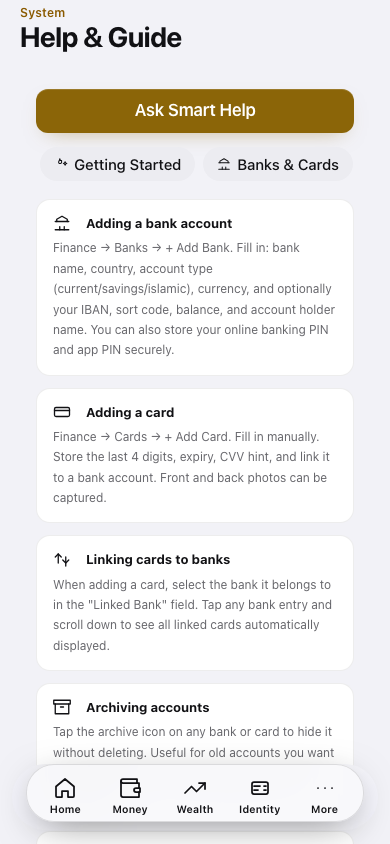 System
Help & Guide
Ask Smart Help
Getting Started
Banks & Cards
Adding a bank account
Finance → Banks → + Add Bank. Fill in: bank
name, country, account type
(current/savings/islamic), currency, and optionally
your IBAN, sort code, balance, and account holder
name. You can also store your online banking PIN
and app PIN securely.
Adding a card
Finance → Cards → + Add Card. Fill in manually.
Store the last 4 digits, expiry, CVV hint, and link it
to a bank account. Front and back photos can be
captured.
Linking cards to banks
When adding a card, select the bank it belongs to
in the "Linked Bank" field. Tap any bank entry and
scroll down to see all linked cards automatically
displayed.
Archiving accounts
Tap the archive icon on any bank or card to hide it
without deleting. Useful for old accounts you want
Home
Money
Wealth
Identity
More